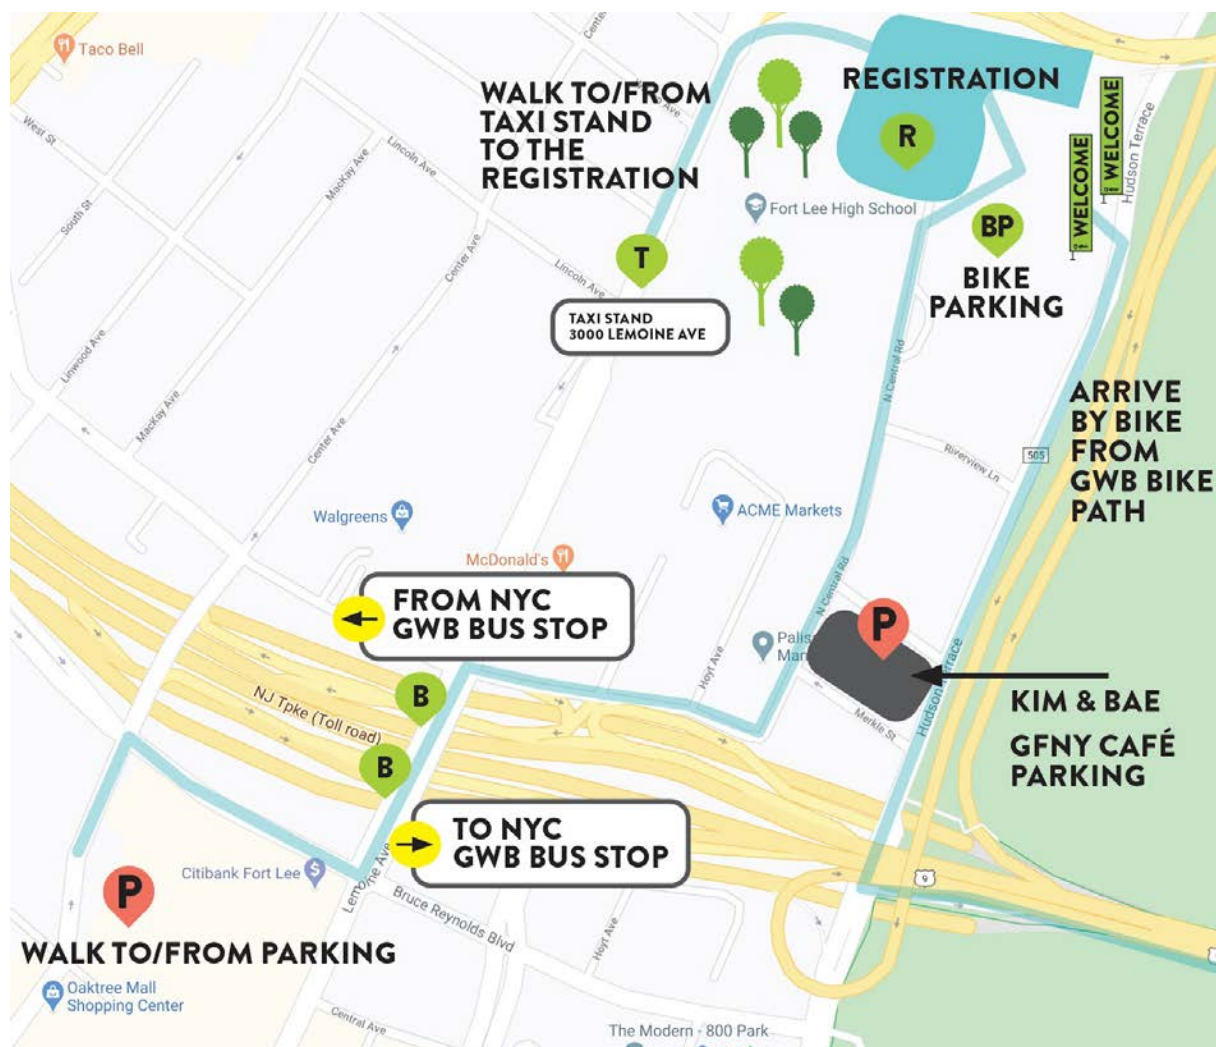 Taco Bell
Center
WALK TO/FROM
TAXI STAND
TO THE
REGISTRATION
REGISTRATION
R
WELCOME
WELCOME
Hudson Terrace
West St
South St
MacKay Ave
Lincoln Ave
Center Ave
Lincoln Ave
T
TAXI STAND
3000 LEMOINE AVE
Fort Lee High School
BP
BIKE
PARKING
Linwood Ave
MacKay Ave
Center Ave
N Central Rd
Riverview Ln
505
ARRIVE
BY BIKE
FROM
GWB BIKE
PATH
Walgreens
McDonald's
ACME Markets
FROM NYC
GWB BUS STOP
N Central Rd
P
Palis
Man
Hoyt Ave
Merkle St
Hudson Terrace
KIM & BAE
GFNY CAFÉ
PARKING
NJ Tpke (Toll road)
B
B
TO NYC
GWB BUS STOP
Citibank Fort Lee
Lemoine Ave
Bruce Reynolds Blvd
Hoyt Ave
9
P
WALK TO/FROM PARKING
Oaktree Mall
Shopping Center
Central Ave
The Modern - 800 Park